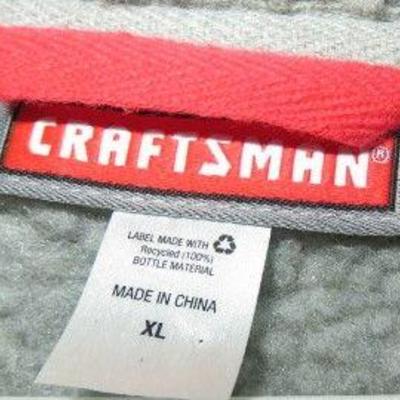 CRAFTSMAN®
LABEL MADE WITH
Recycled (100%)
BOTTLE MATERIAL
MADE IN CHINA
XL